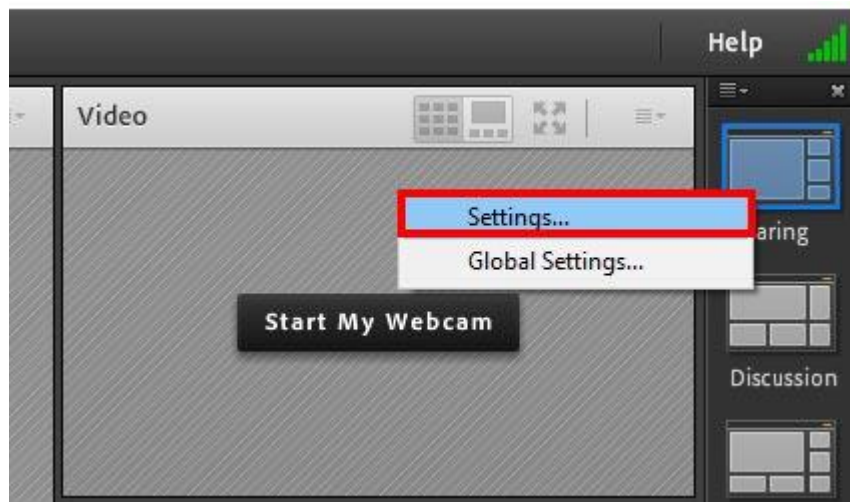 Help
Video
Settings...
Global Settings...
aring
Start My Webcam
Discussion